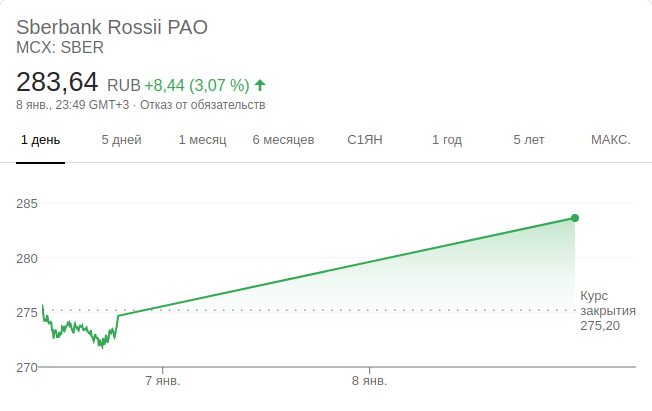 Sberbank Rossii PAO
MCX: SBER
283,64 RUB +8,44 (3,07 %)
8 янв., 23:49 GMT+3 · Отказ от обязательств
1 день 5 дней 1 месяц 6 месяцев С1ЯН 1 год 5 лет МАКС.
285
280
275
270
Курс
закрытия
275,20
7 янв. 8 янв.